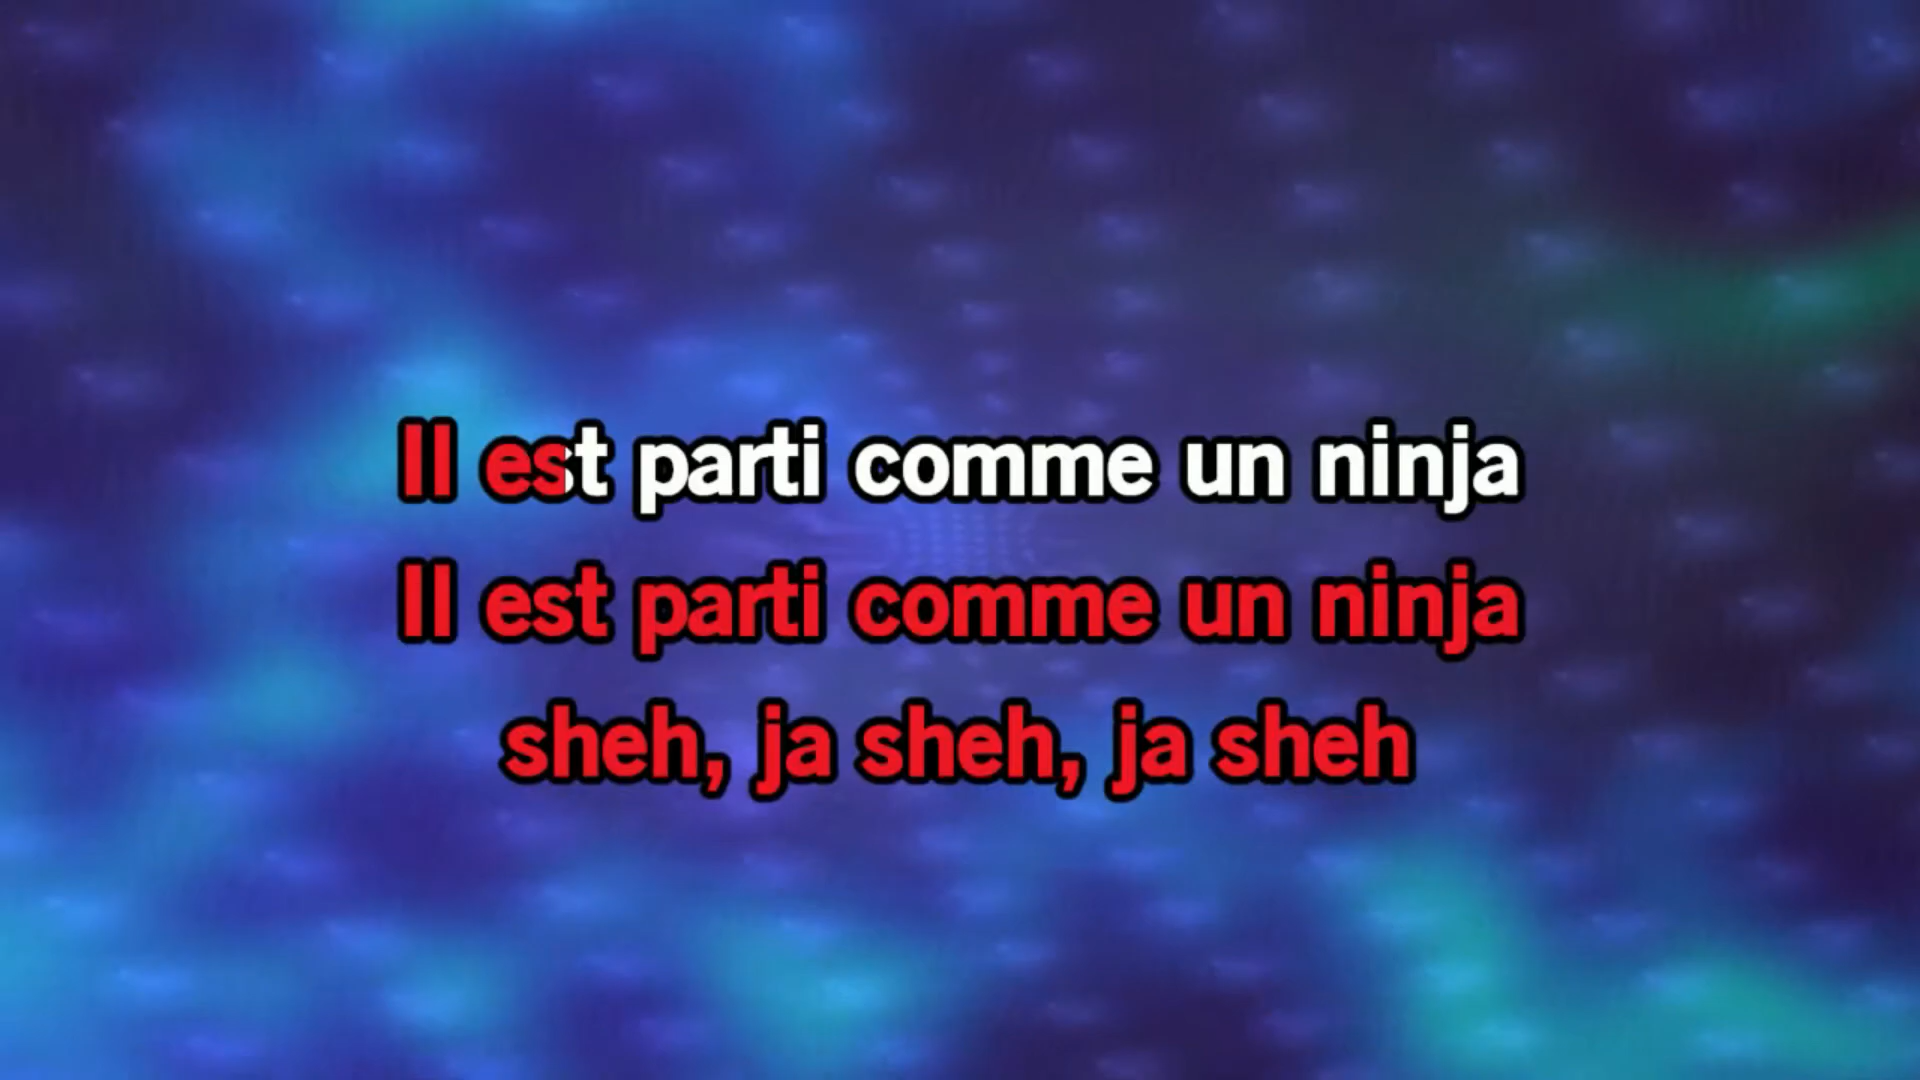 Il est parti comme un ninja
Il est parti comme un ninja
sheh, ja sheh, ja sheh